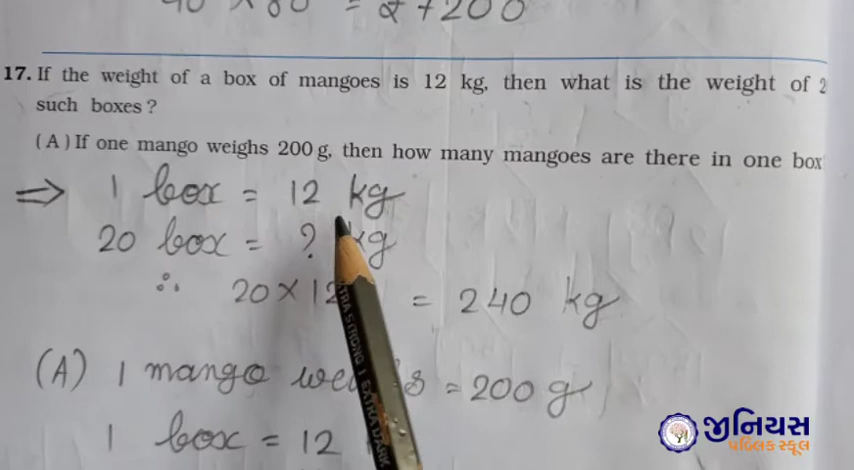 = 27200
17. If the weight of a box of mangoes is 12 kg, then what is the weight of 2
such boxes?
(A) If one mango weighs 200 g, then how many mangoes are there in one box
⇒ 1 box = 12 kg
20 box = ? kg
∴ 20 × 12 = 240 kg
(A) 1 mango = 200 g
1 box = 12
જીનિયસ
પબ્લિક સ્કૂલ